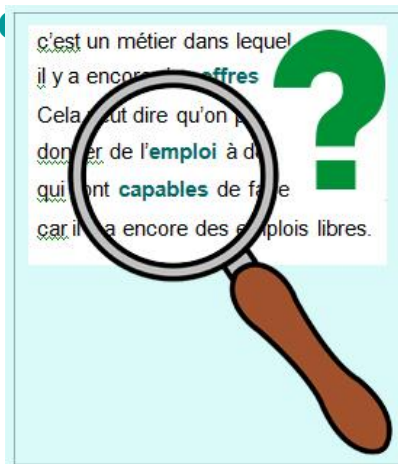 c'est un métier dans lequel
il y a encore offres
Cela veut dire qu'on
donner de l'emploi à
qui sont capables de faire
car il y a encore des emplois libres.
?